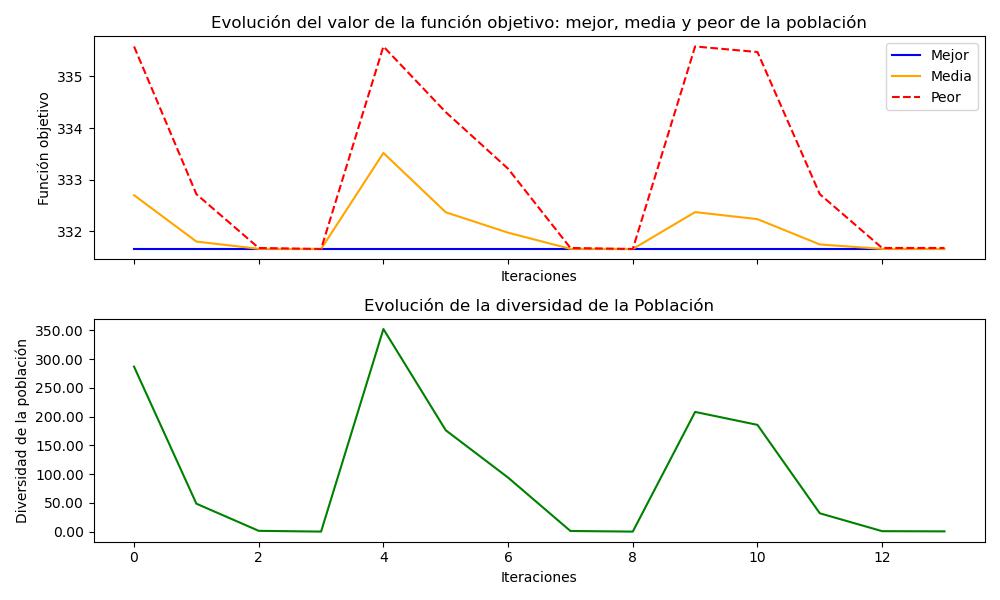 Evolución del valor de la función objetivo: mejor, media y peor de la población
Función objetivo
335
334
333
332
Mejor
Media
Peor
Iteraciones
Evolución de la diversidad de la Población
Diversidad de la población
350.00
300.00
250.00
200.00
150.00
100.00
50.00
0.00
0 2 4 6 8 10 12
Iteraciones